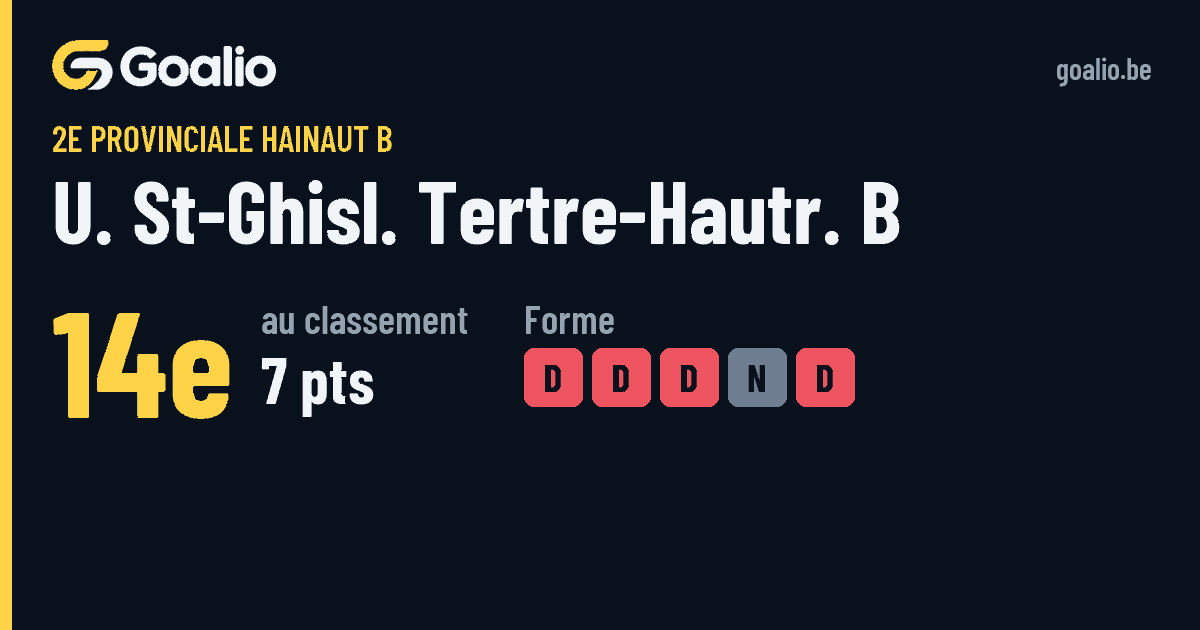 Goalio
goalio.be
2E PROVINCIALE HAINAUT B
U. St-Ghisl. Tertre-Hautr. B
14e
au classement
7 pts
Forme
D D D N D